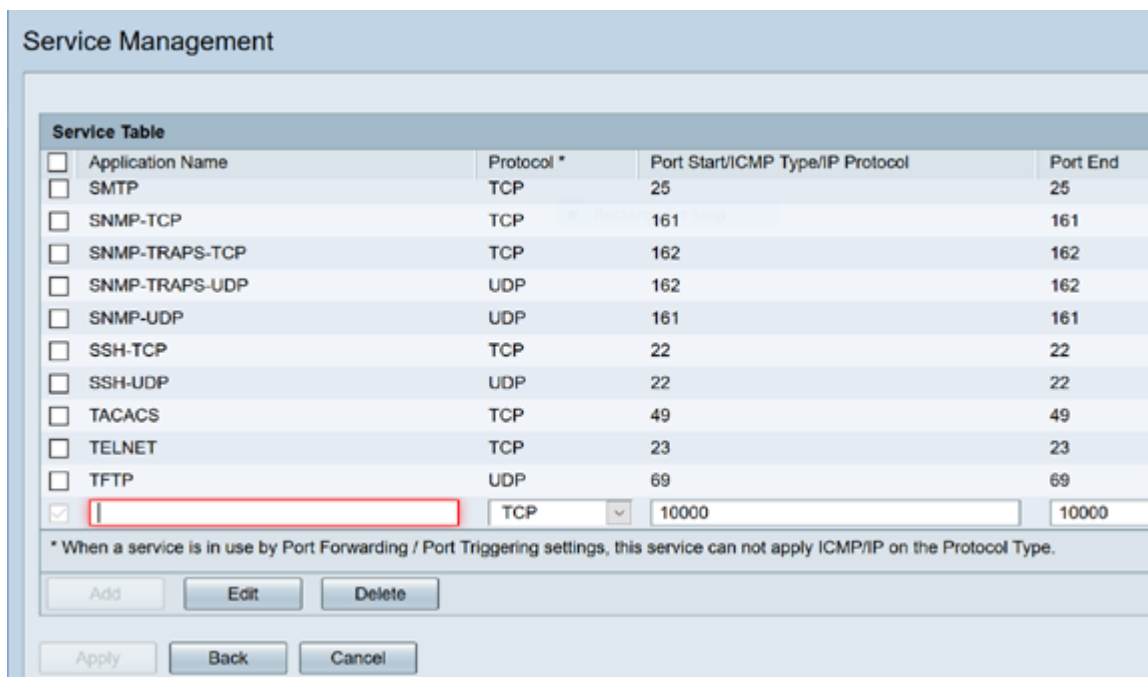 Service Management
Service Table
Application Name Protocol * Port Start/ICMP Type/IP Protocol Port End
SMTP TCP 25 25
SNMP-TCP TCP 161 161
SNMP-TRAPS-TCP TCP 162 162
SNMP-TRAPS-UDP UDP 162 162
SNMP-UDP UDP 161 161
SSH-TCP TCP 22 22
SSH-UDP UDP 22 22
TACACS TCP 49 49
TELNET TCP 23 23
TFTP UDP 69 69
TCP 10000 10000
* When a service is in use by Port Forwarding / Port Triggering settings, this service can not apply ICMP/IP on the Protocol Type.
Add Edit Delete
Apply Back Cancel